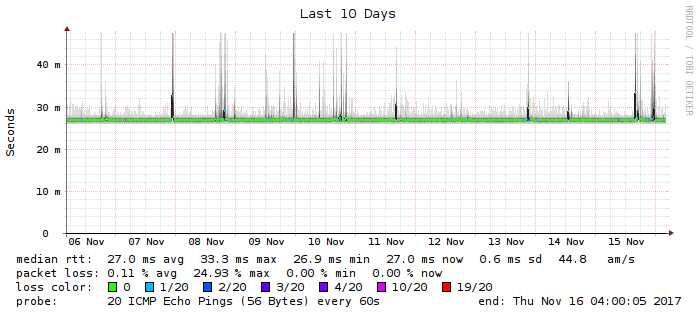 Last 10 Days
RRDTOOL / TOBI OETIKER
Seconds
40 m
30 m
20 m
10 m
0
06 Nov 07 Nov 08 Nov 09 Nov 10 Nov 11 Nov 12 Nov 13 Nov 14 Nov 15 Nov
median rtt: 27.0 ms avg 33.3 ms max 26.9 ms min 27.0 ms now 0.6 ms sd 44.8 am/s
packet loss: 0.11 % avg 24.93 % max 0.00 % min 0.00 % now
loss color: 0 1/20 2/20 3/20 4/20 10/20 19/20
probe: 20 ICMP Echo Pings (56 Bytes) every 60s end: Thu Nov 16 04:00:05 2017